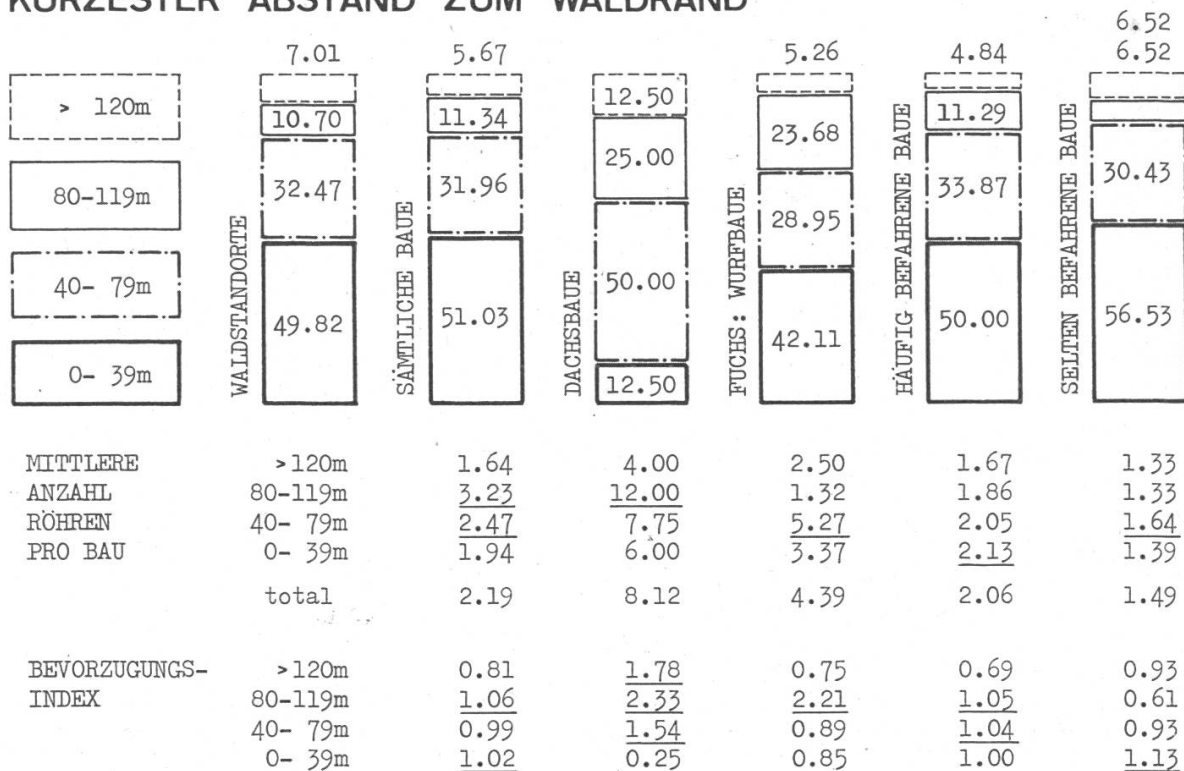 KÜRZESTER ABSTAND ZUM WALDRAND
6.52
7.01 5.67 5.26 4.84 6.52
> 120m 12.50
10.70 11.34 25.00 23.68 11.29
80-119m 32.47 31.96 28.95 33.87 30.43
40- 79m 50.00
0- 39m 49.82 51.03 12.50 42.11 50.00 56.53
WALDSTANDORTE
SÄMTLICHE BAUE
DACHSBAUE
FUCHS: WURFBAUE
HÄUFIG BEFAHRENE BAUE
SELTEN BEFAHRENE BAUE
MITTLERE >120m 1.64 4.00 2.50 1.67 1.33
ANZAHL 80-119m 3.23 12.00 1.32 1.86 1.33
RÖHREN 40- 79m 2.47 7.75 5.27 2.05 1.64
PRO BAU 0- 39m 1.94 6.00 3.37 2.13 1.39
total 2.19 8.12 4.39 2.06 1.49
BEVORZUGUNGS- >120m 0.81 1.78 0.75 0.69 0.93
INDEX 80-119m 1.06 2.33 2.21 1.05 0.61
40- 79m 0.99 1.54 0.89 1.04 0.93
0- 39m 1.02 0.25 0.85 1.00 1.13